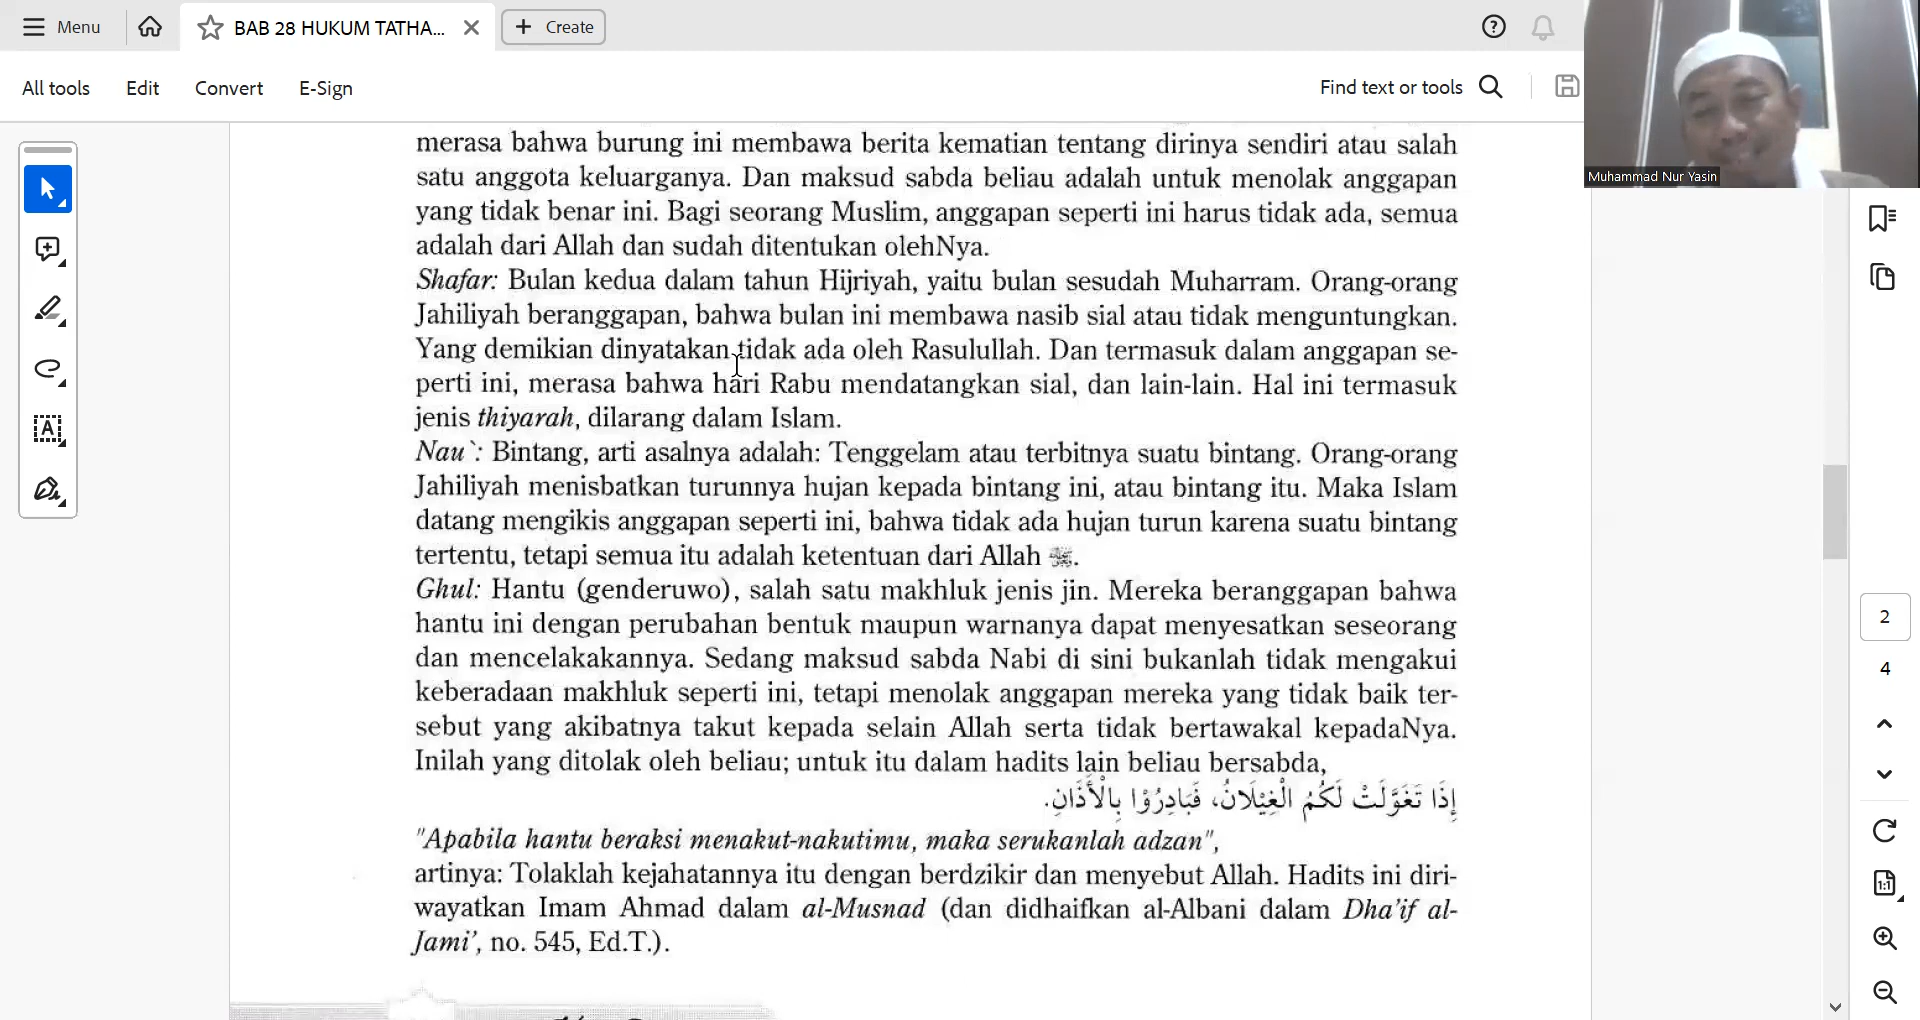 Menu
BAB 28 HUKUM TATHA...
Create
All tools
Edit
Convert
E-Sign
Find text or tools
Muhammad Nur Yasin
merasa bahwa burung ini membawa berita kematian tentang dirinya sendiri atau salah
satu anggota keluarganya. Dan maksud sabda beliau adalah untuk menolak anggapan
yang tidak benar ini. Bagi seorang Muslim, anggapan seperti ini harus tidak ada, semua
adalah dari Allah dan sudah ditentukan olehNya.
Shafar: Bulan kedua dalam tahun Hijriyah, yaitu bulan sesudah Muharram. Orang-orang
Jahiliyah beranggapan, bahwa bulan ini membawa nasib sial atau tidak menguntungkan.
Yang demikian dinyatakan tidak ada oleh Rasulullah. Dan termasuk dalam anggapan se-
perti ini, merasa bahwa hari Rabu mendatangkan sial, dan lain-lain. Hal ini termasuk
jenis thiyarah, dilarang dalam Islam.
Nau`: Bintang, arti asalnya adalah: Tenggelam atau terbitnya suatu bintang. Orang-orang
Jahiliyah menisbatkan turunnya hujan kepada bintang ini, atau bintang itu. Maka Islam
datang mengikis anggapan seperti ini, bahwa tidak ada hujan turun karena suatu bintang
tertentu, tetapi semua itu adalah ketentuan dari Allah .
Ghul: Hantu (genderuwo), salah satu makhluk jenis jin. Mereka beranggapan bahwa
hantu ini dengan perubahan bentuk maupun warnanya dapat menyesatkan seseorang
dan mencelakakannya. Sedang maksud sabda Nabi di sini bukanlah tidak mengakui
keberadaan makhluk seperti ini, tetapi menolak anggapan mereka yang tidak baik ter-
sebut yang akibatnya takut kepada selain Allah serta tidak bertawakal kepadaNya.
Inilah yang ditolak oleh beliau; untuk itu dalam hadits lain beliau bersabda,
إِذَا تَغَوَّلَتْ لَكُمُ الْغِيْلَانُ، فَبَادِرُوْا بِالْأَذَانِ.
"Apabila hantu beraksi menakut-nakutimu, maka serukanlah adzan",
artinya: Tolaklah kejahatannya itu dengan berdzikir dan menyebut Allah. Hadits ini diri-
wayatkan Imam Ahmad dalam al-Musnad (dan didhaifkan al-Albani dalam Dha'if al-
Jami', no. 545, Ed.T.).
2
4
1:1